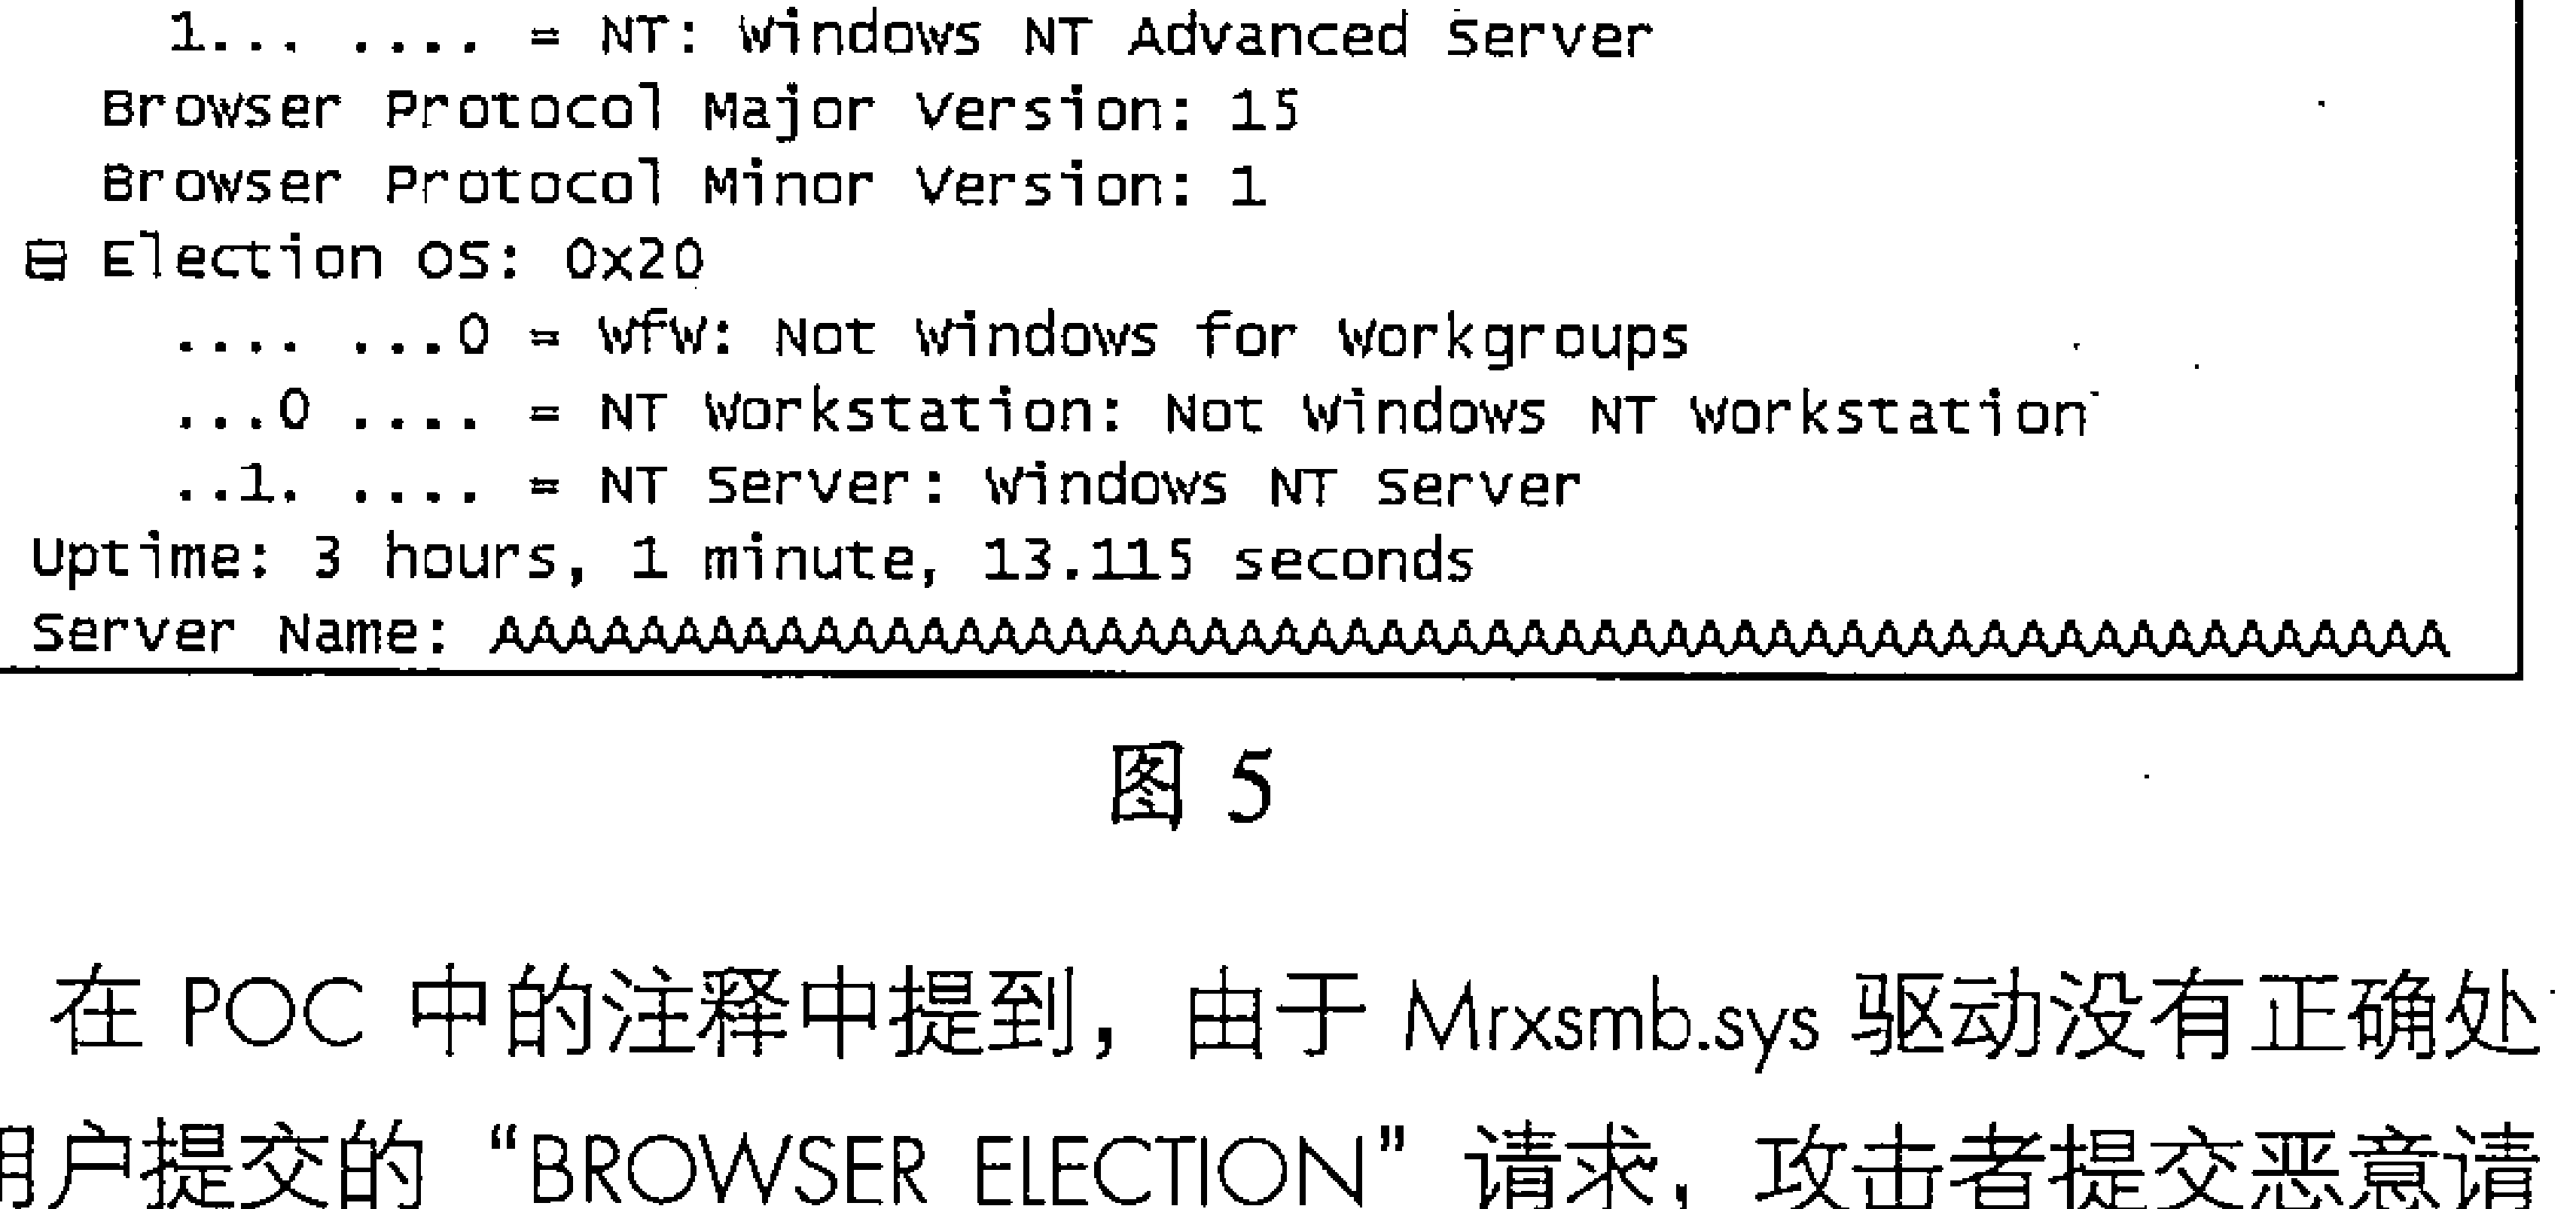 1... .... = NT: Windows NT Advanced Server
Browser Protocol Major Version: 15
Browser Protocol Minor Version: 1
Election OS: 0x20
.... ...0 = WfW: Not Windows for Workgroups
...0 .... = NT Workstation: Not Windows NT Workstation
..1. .... = NT Server: Windows NT Server
Uptime: 3 hours, 1 minute, 13.115 seconds
Server Name: AAAAAAAAAAAAAAAAAAAAAAAAAAAAAAAAAAAAAAAAAAAAAAAAAAAAAAA
图 5
在 POC 中的注释中提到，由于 Mrxsmb.sys 驱动没有正确处
用户提交的 “BROWSER ELECTION” 请求，攻击者提交恶意请